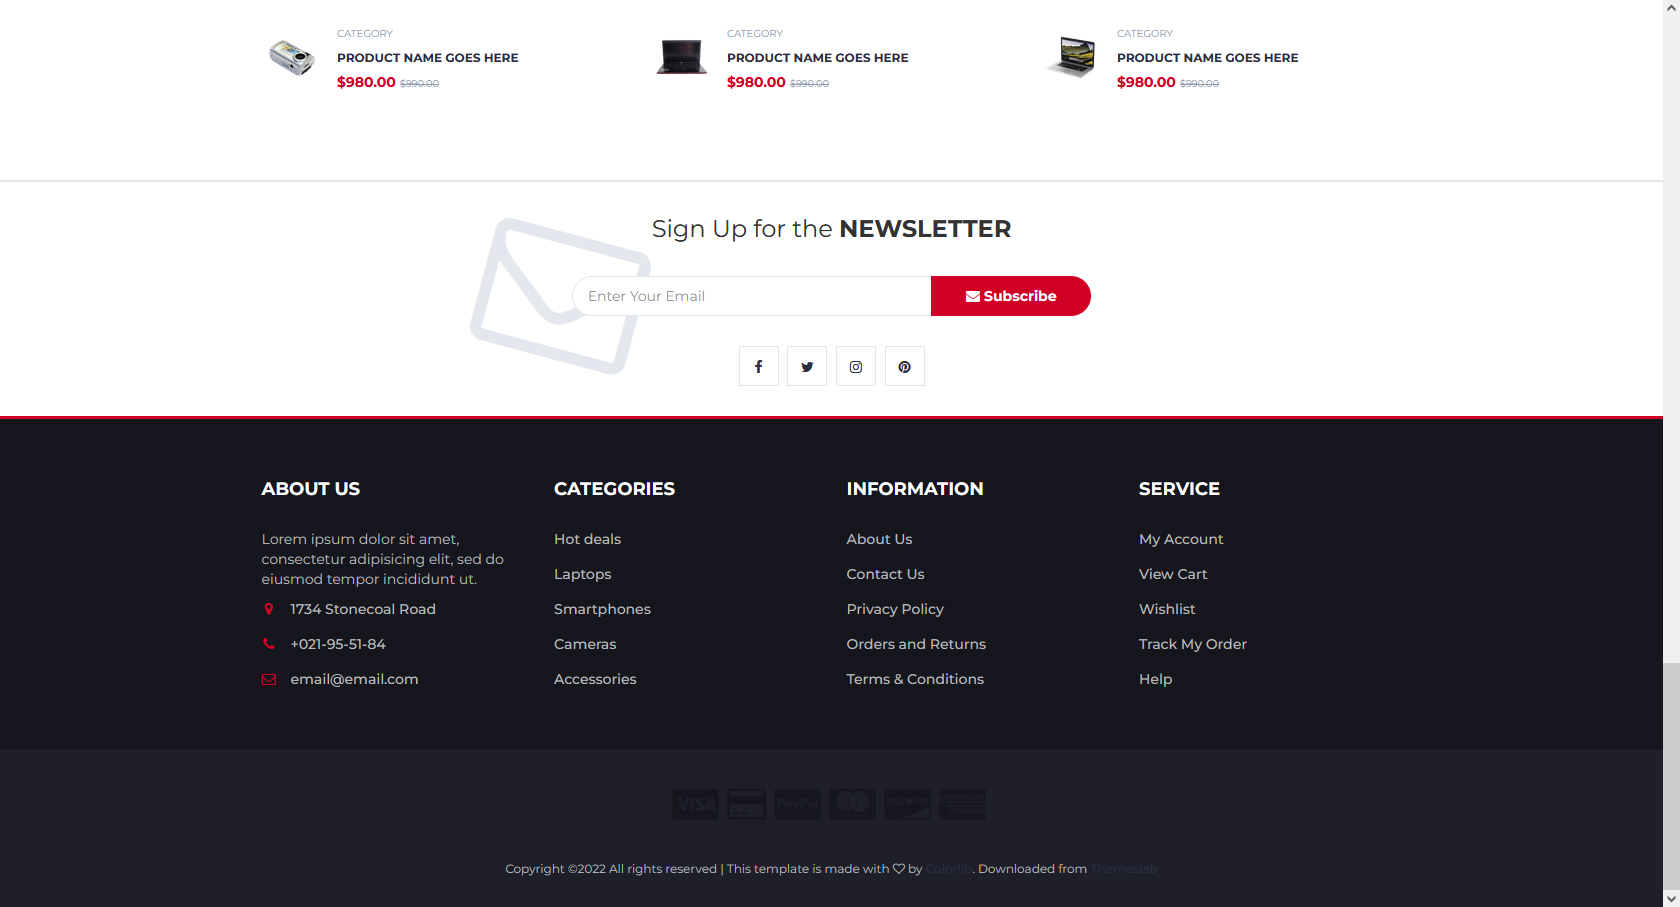 CATEGORY
PRODUCT NAME GOES HERE
$980.00 $990.00
CATEGORY
PRODUCT NAME GOES HERE
$980.00 $990.00
CATEGORY
PRODUCT NAME GOES HERE
$980.00 $990.00
Sign Up for the NEWSLETTER
Enter Your Email
Subscribe
ABOUT US
Lorem ipsum dolor sit amet,
consectetur adipisicing elit, sed do
eiusmod tempor incididunt ut.
1734 Stonecoal Road
+021-95-51-84
email@email.com
CATEGORIES
Hot deals
Laptops
Smartphones
Cameras
Accessories
INFORMATION
About Us
Contact Us
Privacy Policy
Orders and Returns
Terms & Conditions
SERVICE
My Account
View Cart
Wishlist
Track My Order
Help
VISA
PayPal
DISCOVER
Copyright ©2022 All rights reserved | This template is made with by Colorlib. Downloaded from Themeslab